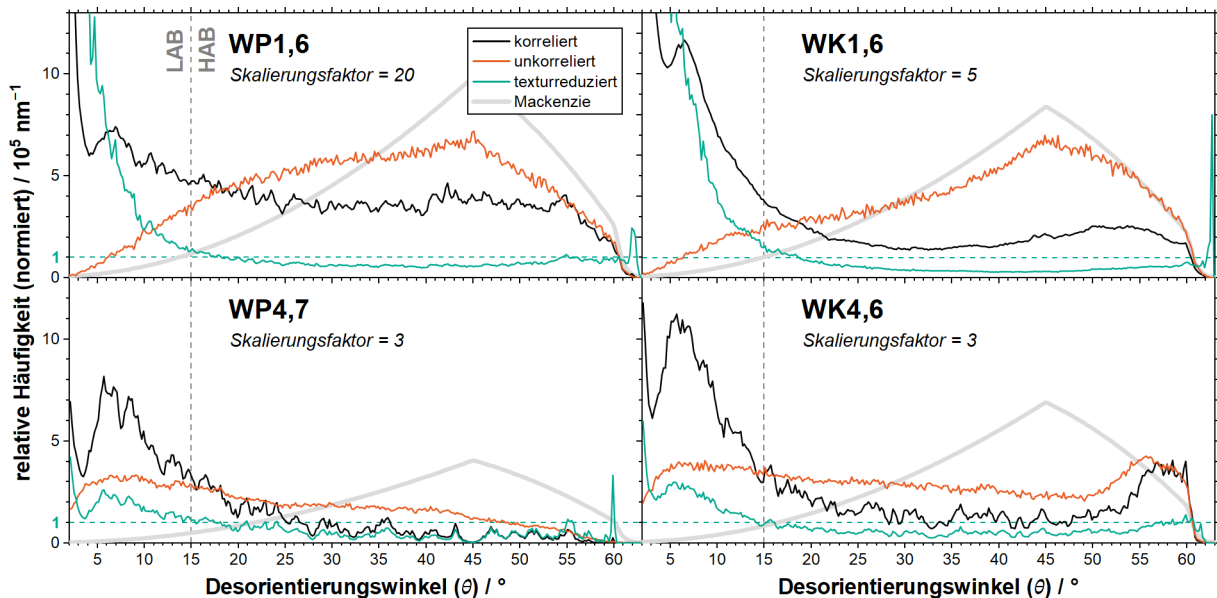 relative Häufigkeit (normiert) / 10⁵ nm⁻¹
LAB
HAB
WP1,6
Skalierungsfaktor = 20
korreliert
unkorreliert
texturreduziert
Mackenzie
10
5
1
0
WK1,6
Skalierungsfaktor = 5
WP4,7
Skalierungsfaktor = 3
10
5
1
0
WK4,6
Skalierungsfaktor = 3
5 10 15 20 25 30 35 40 45 50 55 60
5 10 15 20 25 30 35 40 45 50 55 60
Desorientierungswinkel (θ) / °
Desorientierungswinkel (θ) / °